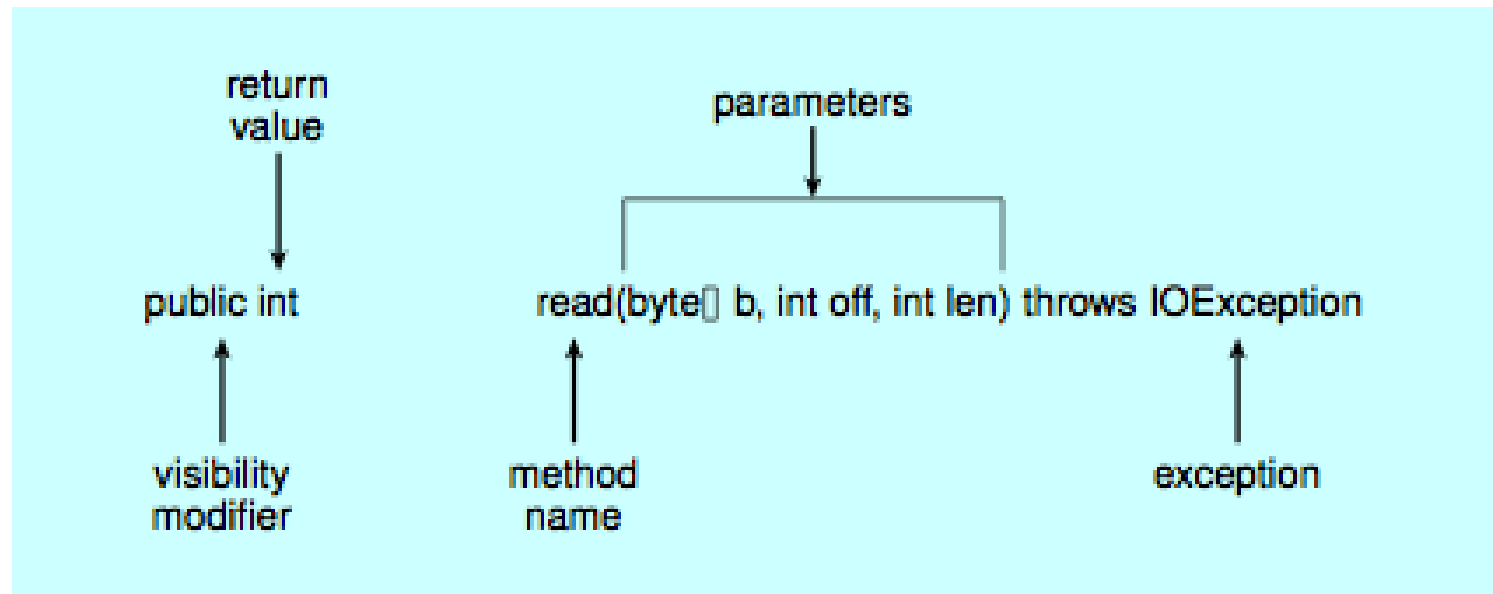 return
value
parameters
public int
read(byte[] b, int off, int len) throws IOException
visibility
modifier
method
name
exception